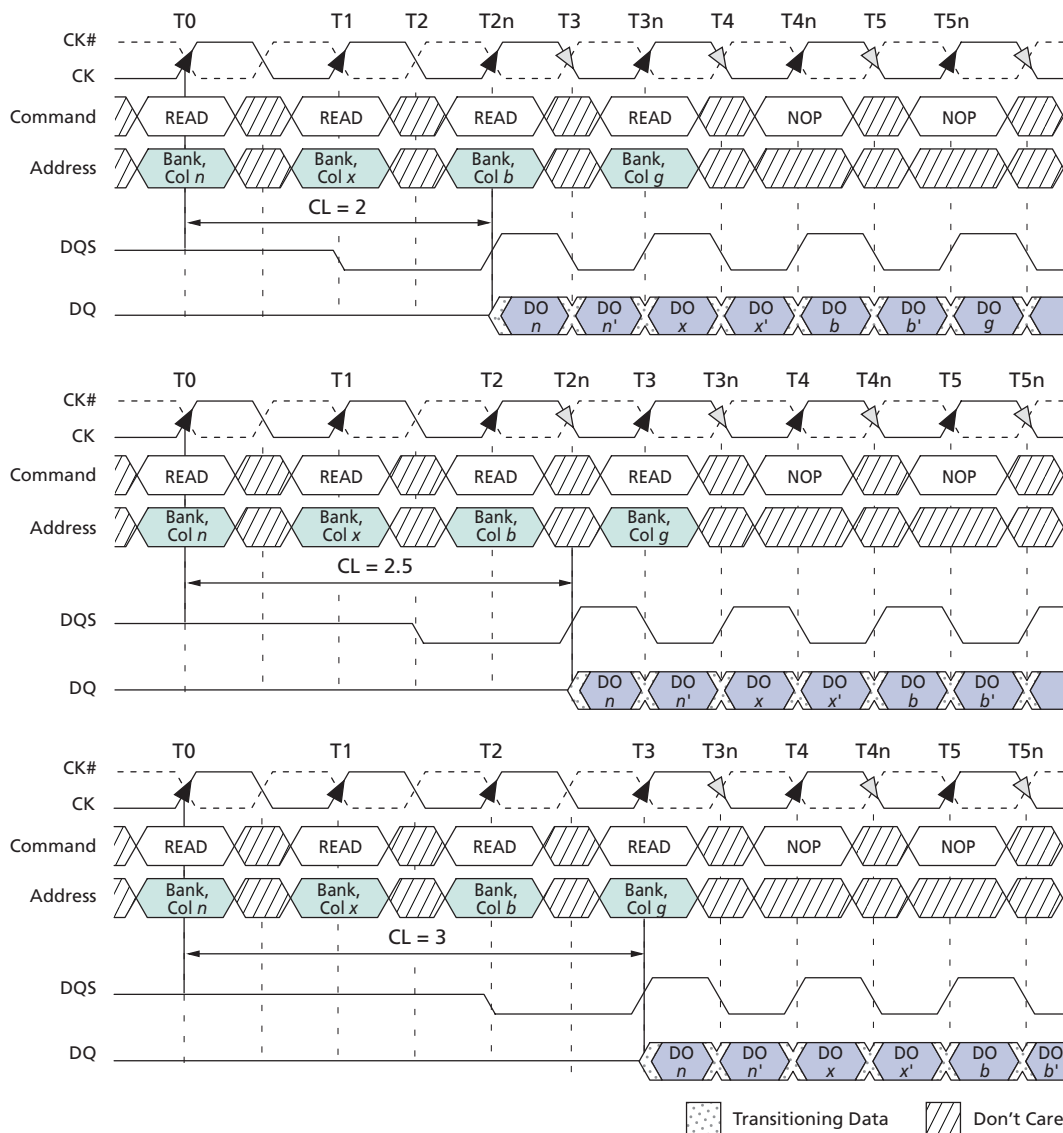 T0 T1 T2 T2n T3 T3n T4 T4n T5 T5n
CK#
CK
Command READ READ READ READ NOP NOP
Address Bank, Col n Bank, Col x Bank, Col b Bank, Col g
CL = 2
DQS
DQ DO n DO n' DO x DO x' DO b DO b' DO g
T0 T1 T2 T2n T3 T3n T4 T4n T5 T5n
CK#
CK
Command READ READ READ READ NOP NOP
Address Bank, Col n Bank, Col x Bank, Col b Bank, Col g
CL = 2.5
DQS
DQ DO n DO n' DO x DO x' DO b DO b'
T0 T1 T2 T3 T3n T4 T4n T5 T5n
CK#
CK
Command READ READ READ READ NOP NOP
Address Bank, Col n Bank, Col x Bank, Col b Bank, Col g
CL = 3
DQS
DQ DO n DO n' DO x DO x' DO b DO b'
Transitioning Data Don't Care